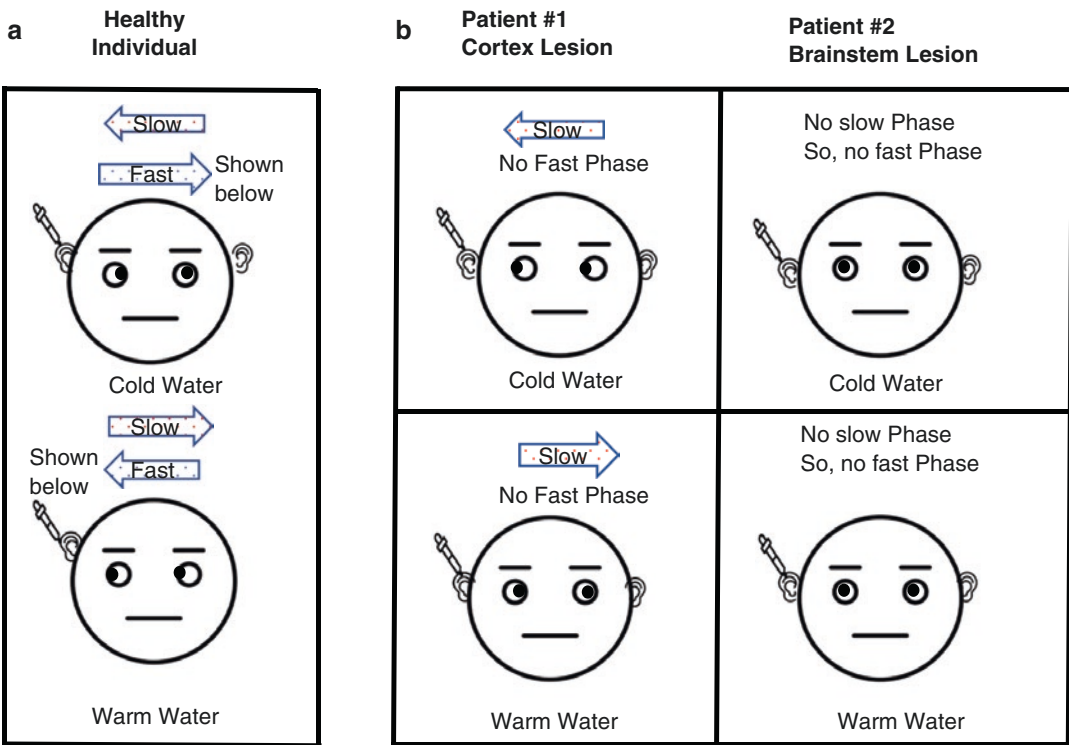 a
Healthy
Individual
Slow
Fast
Shown
below
Cold Water
Slow
Shown
below
Fast
Warm Water
b
Patient #1
Cortex Lesion
Patient #2
Brainstem Lesion
Slow
No Fast Phase
Cold Water
No slow Phase
So, no fast Phase
Cold Water
Slow
No Fast Phase
Warm Water
No slow Phase
So, no fast Phase
Warm Water